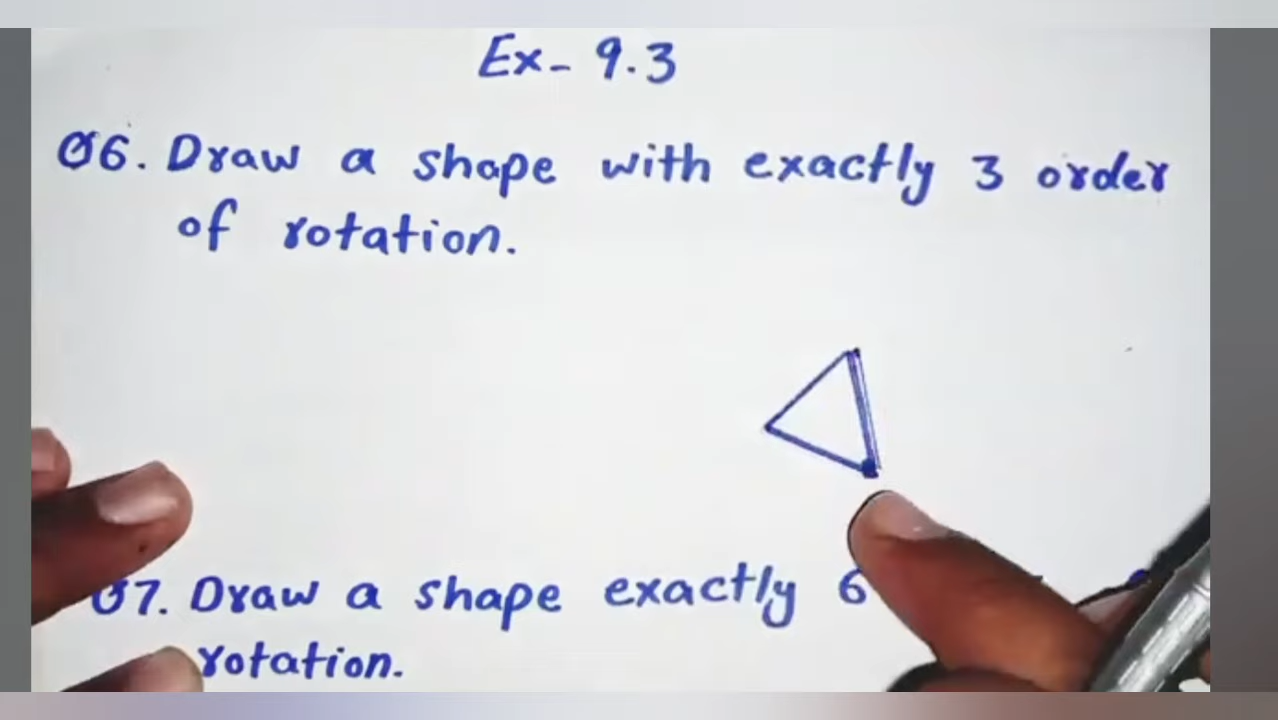 Ex- 9.3
Q6. Draw a shape with exactly 3 order
of rotation.
Q7. Draw a shape exactly 6
rotation.